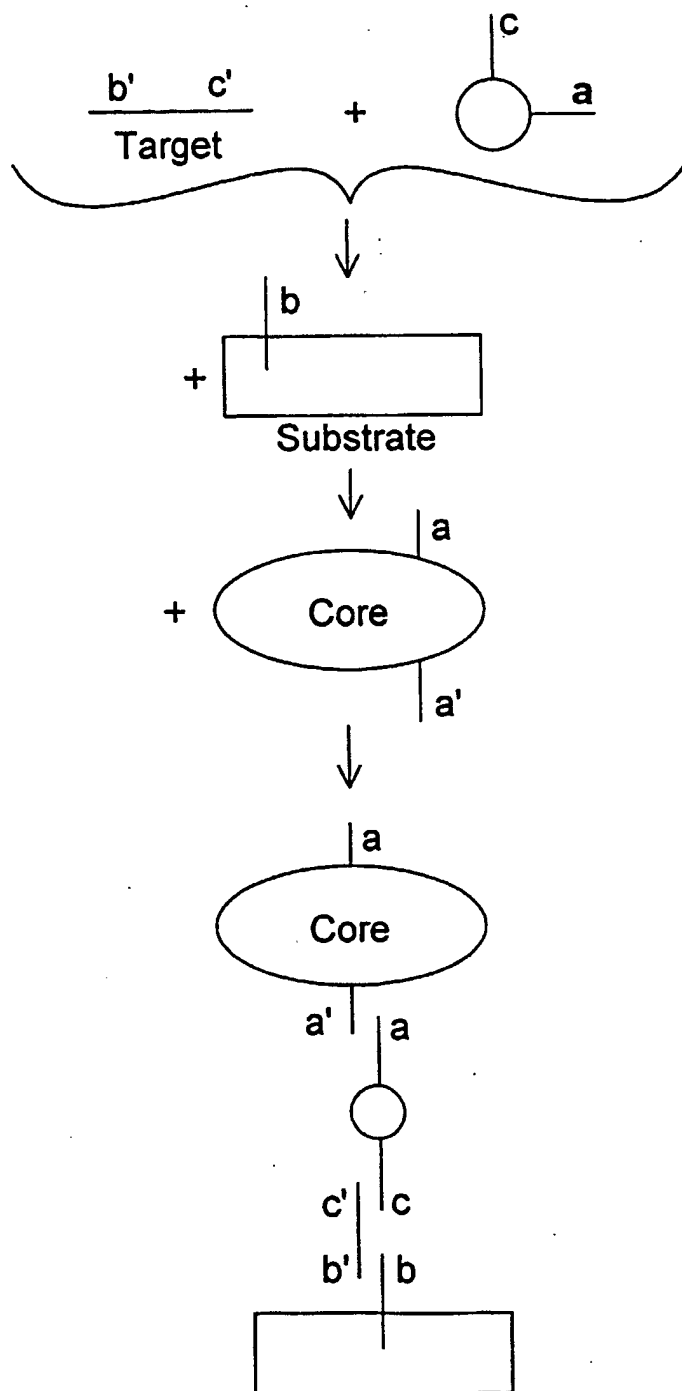 c
b' c' + a
Target
b
+
Substrate
a
+ Core
a'
a
Core
a' a
c' c
b' b